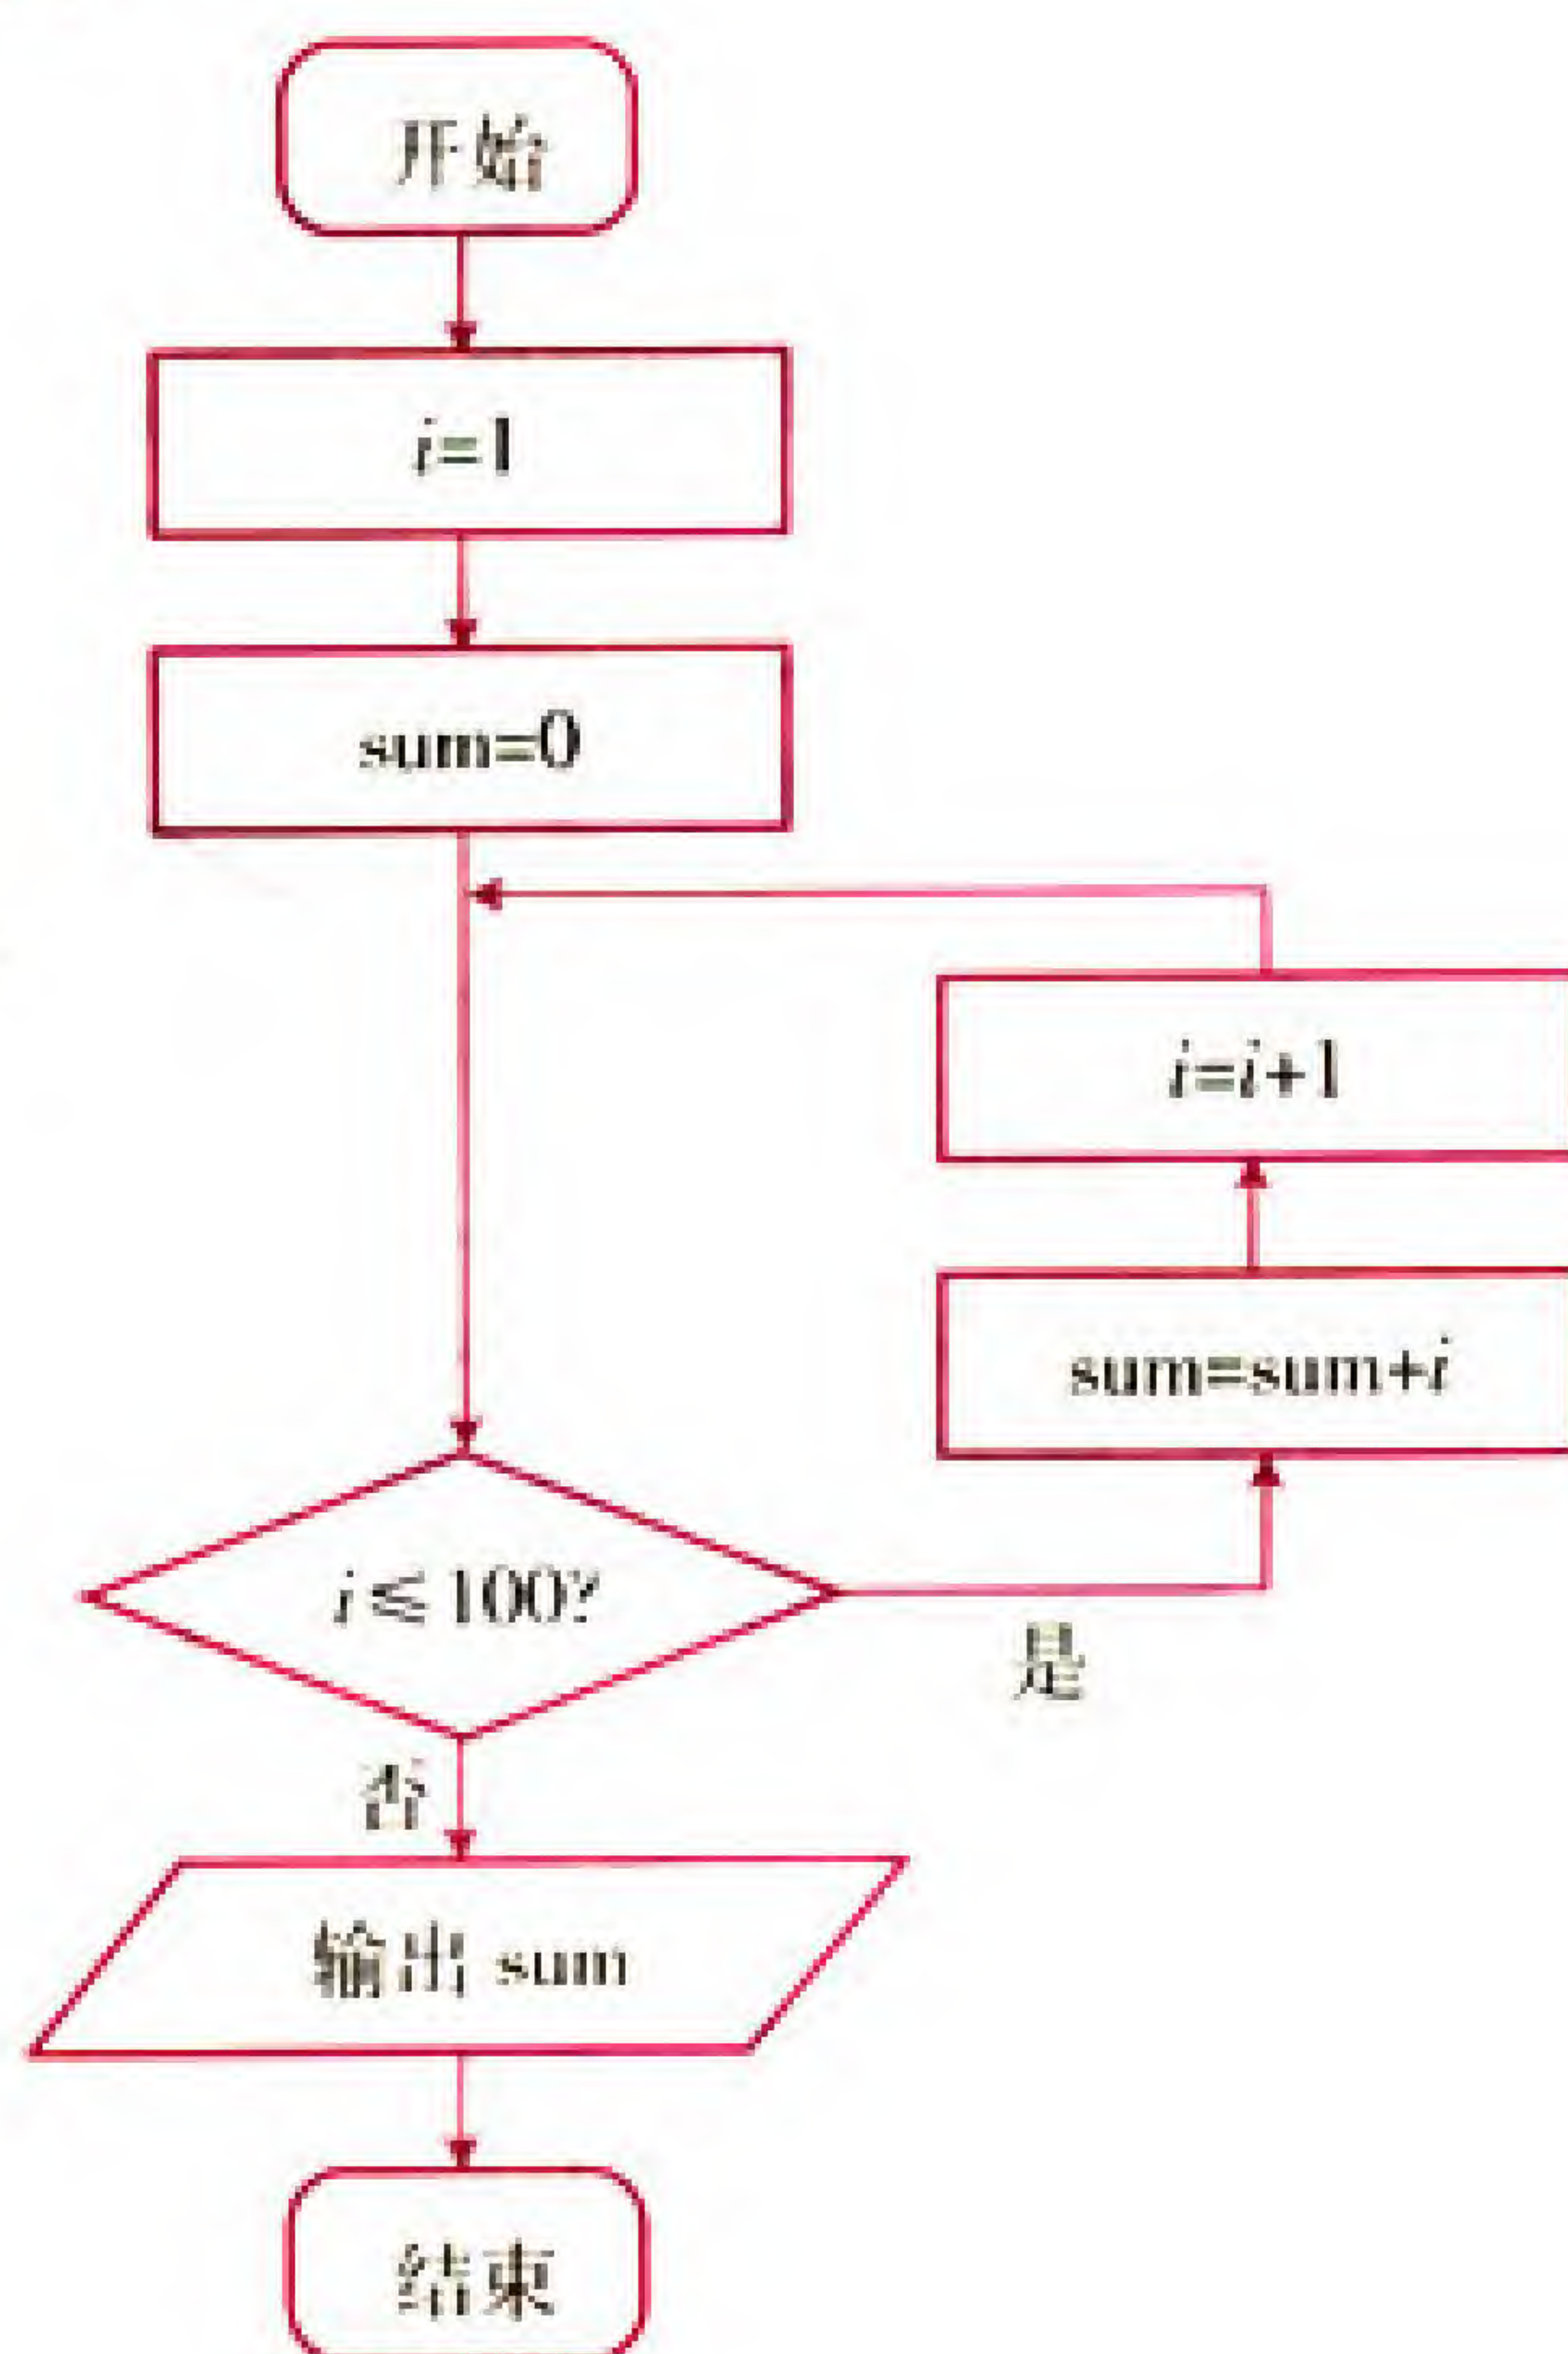 开始
i=1
sum=0
i=i+1
sum=sum+i
i≤100?
是
否
输出 sum
结束